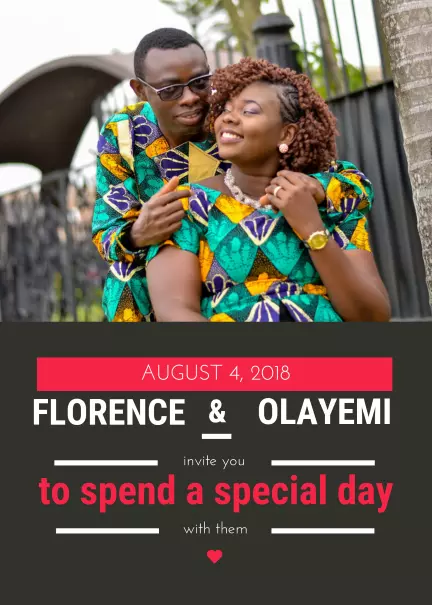 AUGUST 4, 2018
FLORENCE & OLAYEMI
invite you
to spend a special day
with them